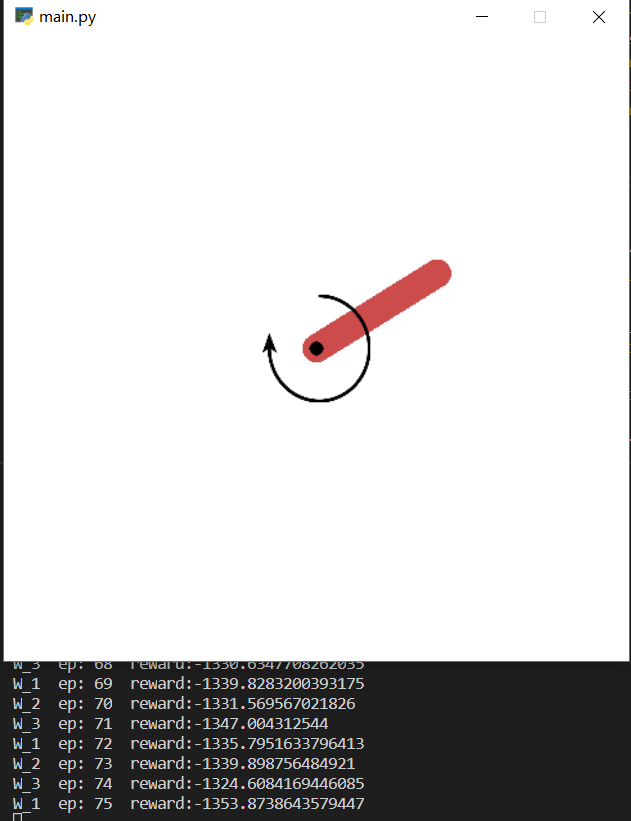 main.py
W_3 ep: 68 reward:-1330.6347708262035
W_1 ep: 69 reward:-1339.8283200393175
W_2 ep: 70 reward:-1331.569567021826
W_3 ep: 71 reward:-1347.004312544
W_1 ep: 72 reward:-1335.7951633796413
W_2 ep: 73 reward:-1339.898756484921
W_3 ep: 74 reward:-1324.6084169446085
W_1 ep: 75 reward:-1353.8738643579447